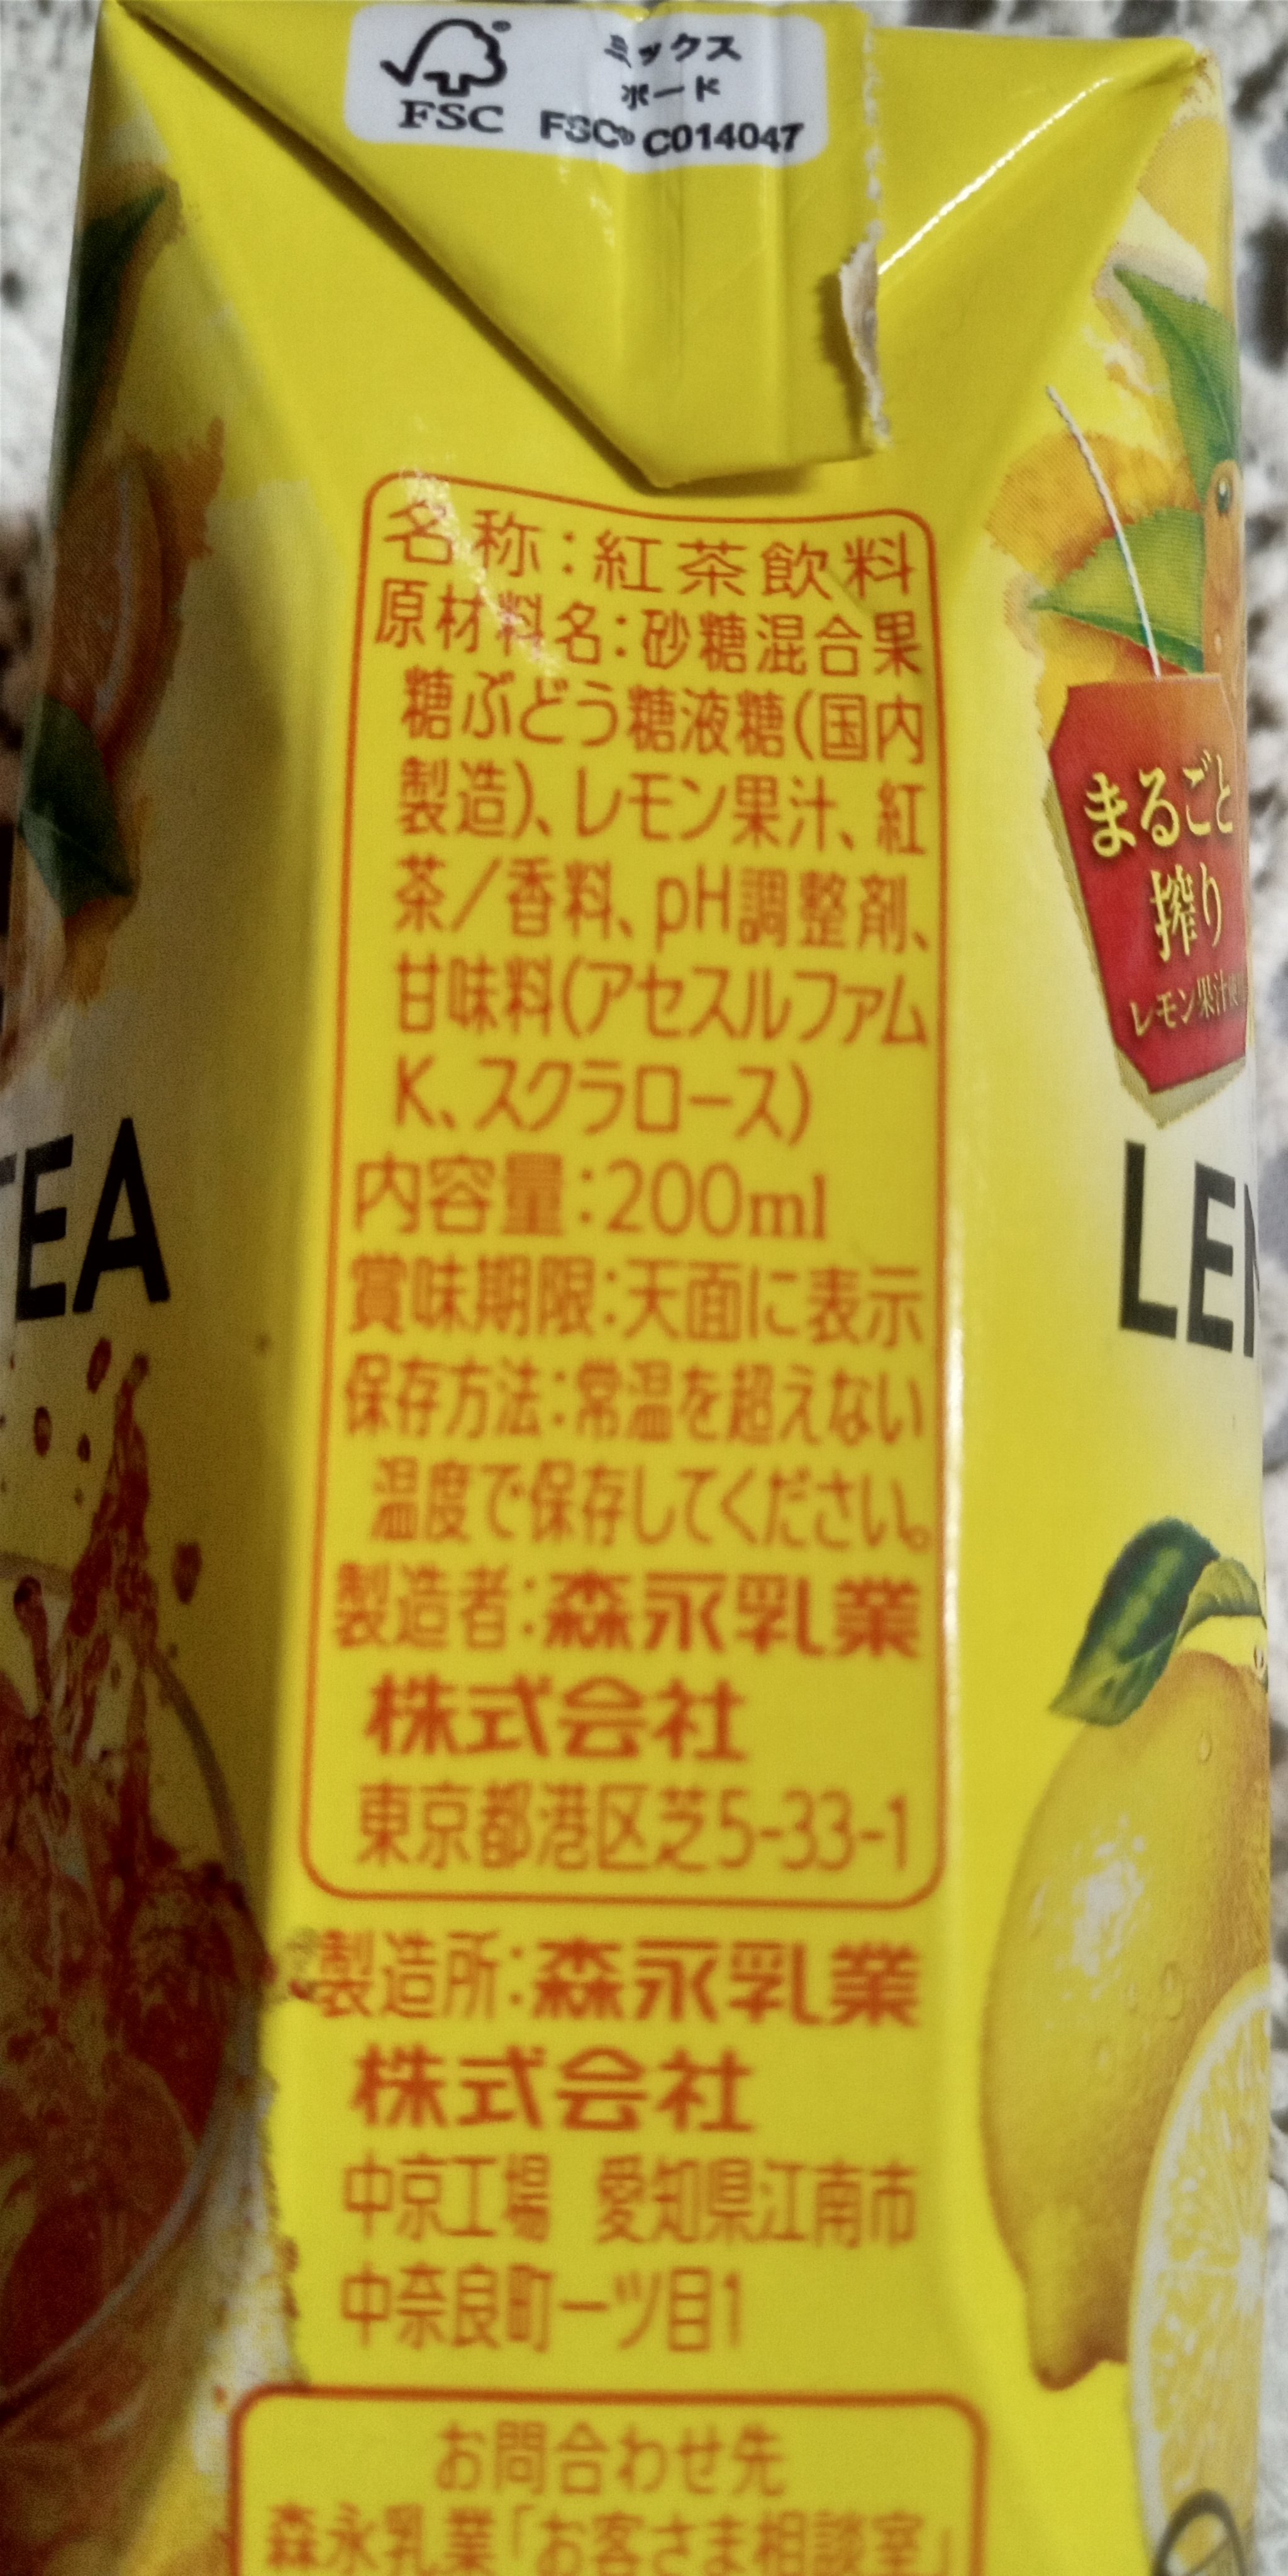 FSC
ミックス
ボード
FSC® C014047
名称：紅茶飲料
原材料名：砂糖混合果
糖ぶどう糖液糖（国内
製造）、レモン果汁、紅
茶／香料、pH調整剤、
甘味料（アセスルファム
K、スクラロース）
内容量：200ml
賞味期限：天面に表示
保存方法：常温を超えない
温度で保存してください。
製造者：森永乳業
株式会社
東京都港区芝5-33-1
製造所：森永乳業
株式会社
中京工場 愛知県江南市
中奈良町一ツ目1
お問合わせ先
森永乳業「お客さま相談室」
まるごと
搾り
レモン果汁
TEA
LE